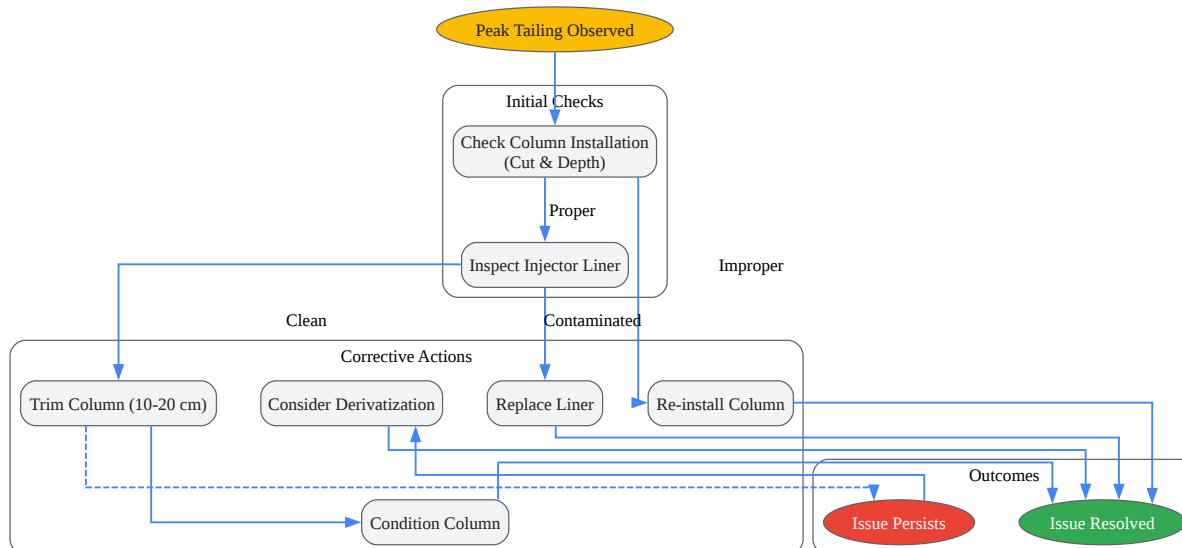 Peak Tailing Observed
Initial Checks
Check Column Installation
(Cut & Depth)
Proper
Inspect Injector Liner
Improper
Clean
Contaminated
Corrective Actions
Trim Column (10-20 cm)
Consider Derivatization
Replace Liner
Re-install Column
Outcomes
Condition Column
Issue Persists
Issue Resolved